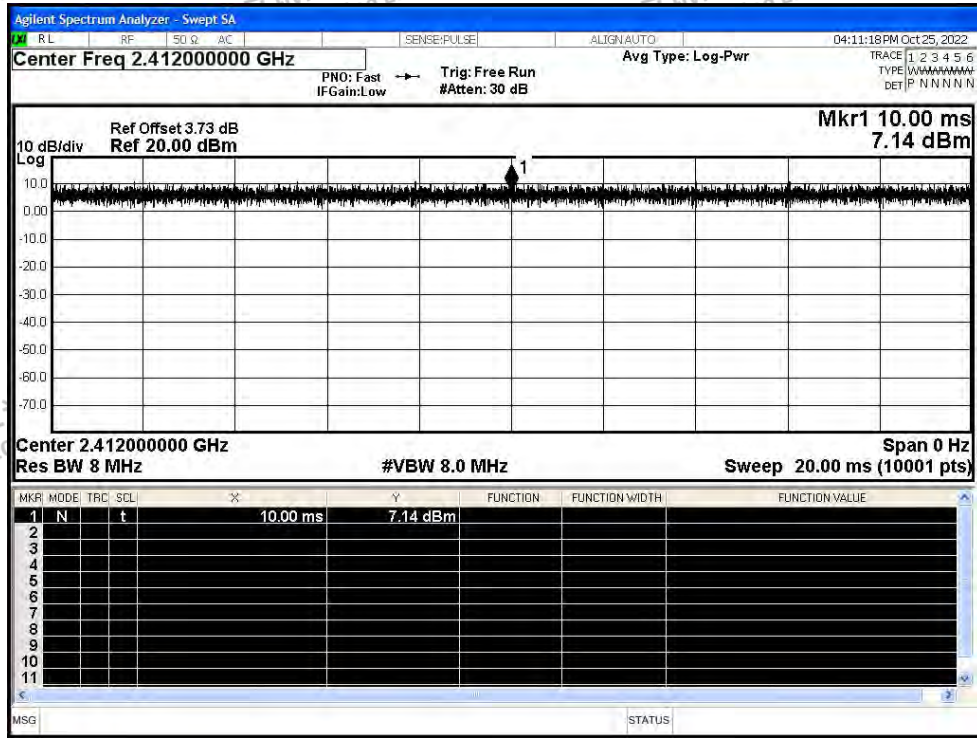 Agilent Spectrum Analyzer - Swept SA
LXI RL RF 50 Ω AC SENSE:PULSE ALIGN AUTO 04:11:18 PM Oct 25, 2022
Center Freq 2.412000000 GHz Avg Type: Log-Pwr TRACE 1 2 3 4 5 6
PNO: Fast Trig: Free Run TYPE WWWWWW
IFGain:Low #Atten: 30 dB DET P N N N N N
Mkr1 10.00 ms
Ref Offset 3.73 dB
10 dB/div Ref 20.00 dBm 7.14 dBm
Log
1
10.0
0.00
-10.0
-20.0
-30.0
-40.0
-50.0
-60.0
-70.0
Center 2.412000000 GHz Span 0 Hz
Res BW 8 MHz #VBW 8.0 MHz Sweep 20.00 ms (10001 pts)
MKR MODE TRC SCL X Y FUNCTION FUNCTION WIDTH FUNCTION VALUE
1 N t 10.00 ms 7.14 dBm
2
3
4
5
6
7
8
9
10
11
MSG STATUS